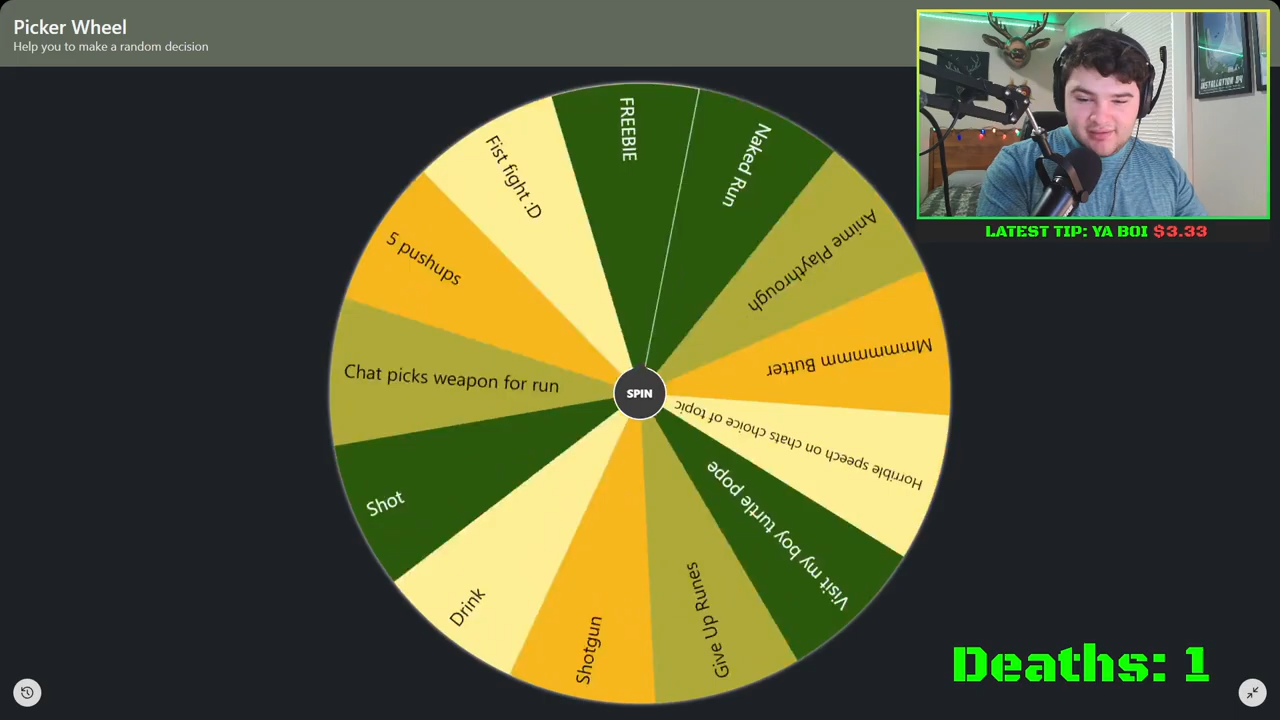 Picker Wheel
Help you to make a random decision
FREEBIE
Naked Run
Anime Playthrough
Mmmmmmm Butter
Horrible speech on chats choice of topic
Visit my boy turtle pope
Give Up Runes
Shotgun
Drink
Shot
Chat picks weapon for run
5 pushups
Fist fight :D
SPIN
LATEST TIP: YA BOI $3.33
Deaths: 1